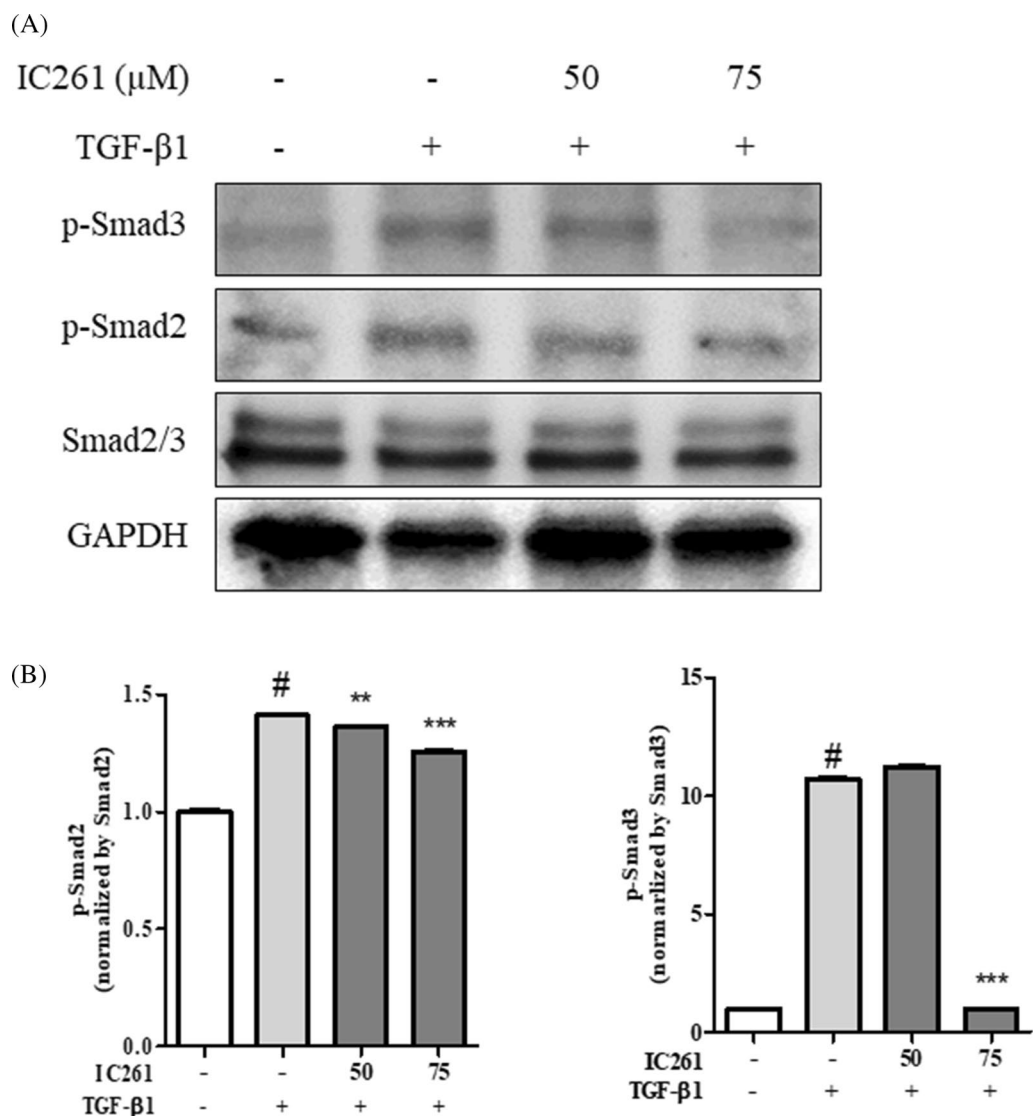 (A)
IC261 (µM) - - 50 75
TGF-β1 - + + +
p-Smad3
p-Smad2
Smad2/3
GAPDH
(B)
p-Smad2
(normalized by Smad2)
1.5
1.0
0.5
0.0
# ** ***
IC261 - - 50 75
TGF-β1 - + + +
p-Smad3
(normarlized by Smad3)
15
10
5
0
# ***
IC261 - - 50 75
TGF-β1 - + + +